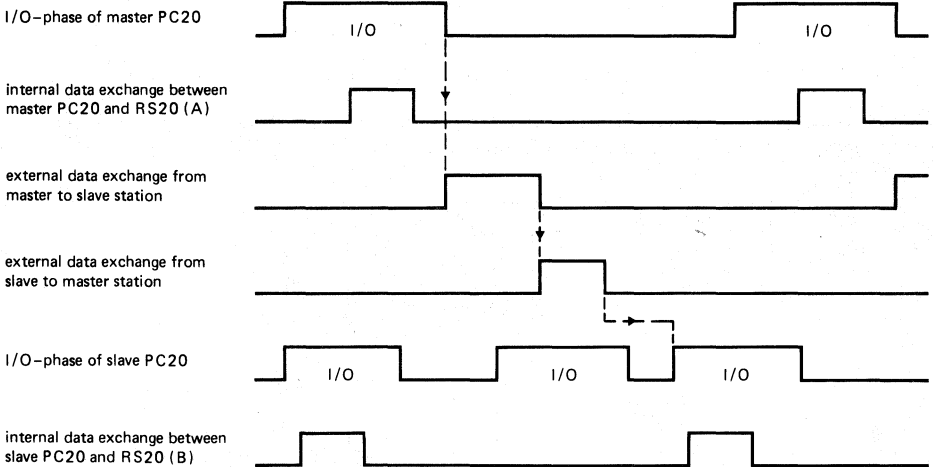 I/O-phase of master PC20
I/O
I/O
internal data exchange between
master PC20 and RS20 (A)
external data exchange from
master to slave station
external data exchange from
slave to master station
I/O-phase of slave PC20
I/O
I/O
I/O
internal data exchange between
slave PC20 and RS20 (B)